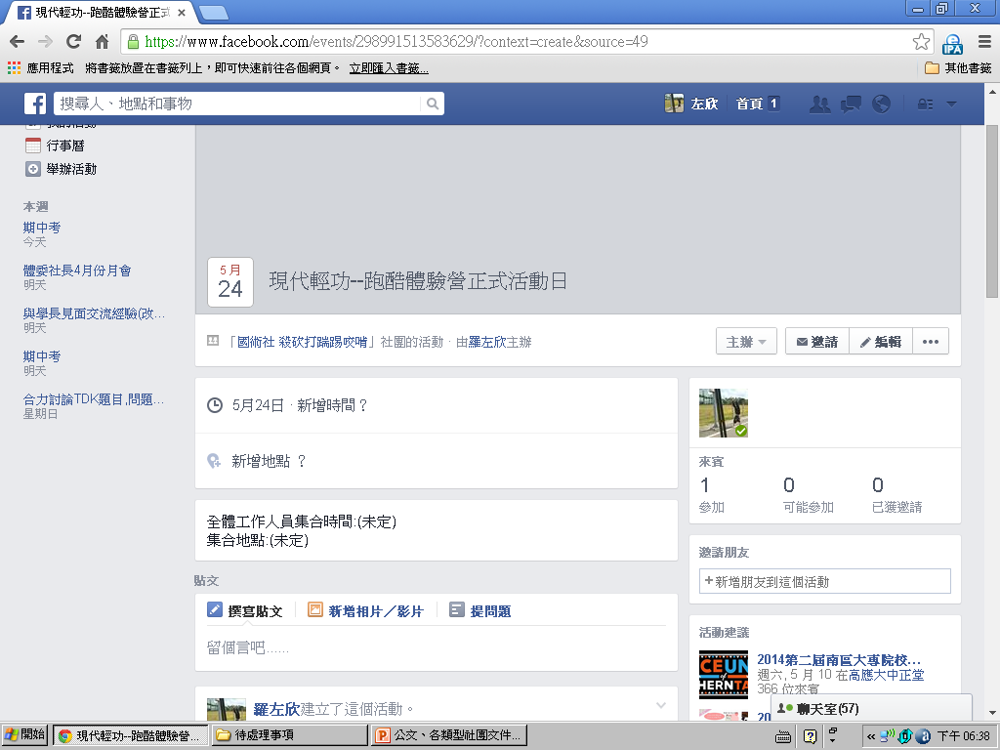 現代輕功--跑酷體驗營正式
https://www.facebook.com/events/298991513583629/?context=create&source=49
IPA
應用程式 將書籤放置在書籤列上，即可快速前往各個網頁。 立即匯入書籤... 其他書籤
搜尋人、地點和事物 左欣 首頁 1
我的活動
行事曆
舉辦活動
本週
期中考
今天
體委社長4月份月會
明天
與學長見面交流經驗(改...
明天
期中考
明天
合力討論TDK題目,問題...
星期日
5月
24
現代輕功--跑酷體驗營正式活動日
「國術社 殺砍打踹踢咬啃」社團的活動 · 由羅左欣主辦
主辦 邀請 編輯 •••
5月24日 · 新增時間？
新增地點 ？
全體工作人員集合時間:(未定)
集合地點:(未定)
貼文
撰寫貼文 新增相片／影片 提問題
留個言吧......
羅左欣建立了這個活動。
來賓
1 0 0
參加 可能參加 已獲邀請
邀請朋友
+新增朋友到這個活動
活動建議
CEUN
of
HERNTA
2014第二屆南區大專院校...
週六, 5 月 10 在高應大中正堂
366 位來賓
20
聊天室(57)
開始 現代輕功--跑酷體驗營... 待處理事項 公文、各類型社團文件... 下午 06:38